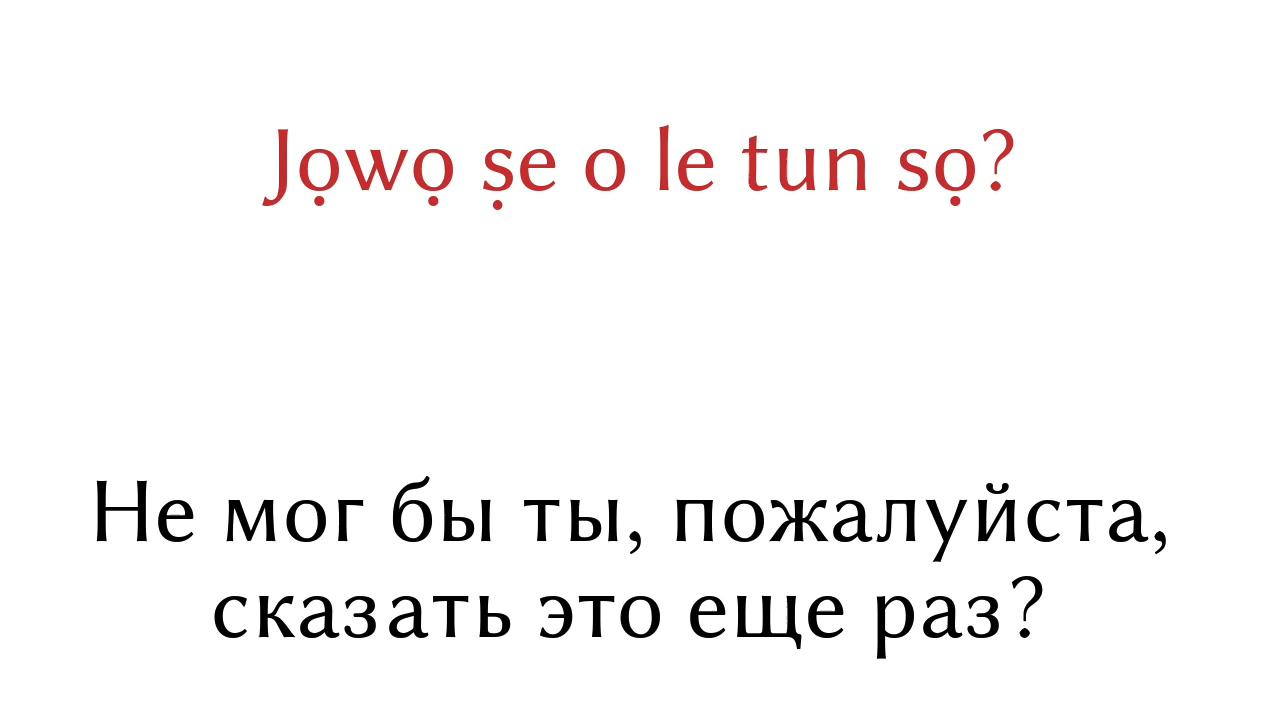 Jọwọ ṣe o le tun sọ?
Не мог бы ты, пожалуйста,
сказать это еще раз?